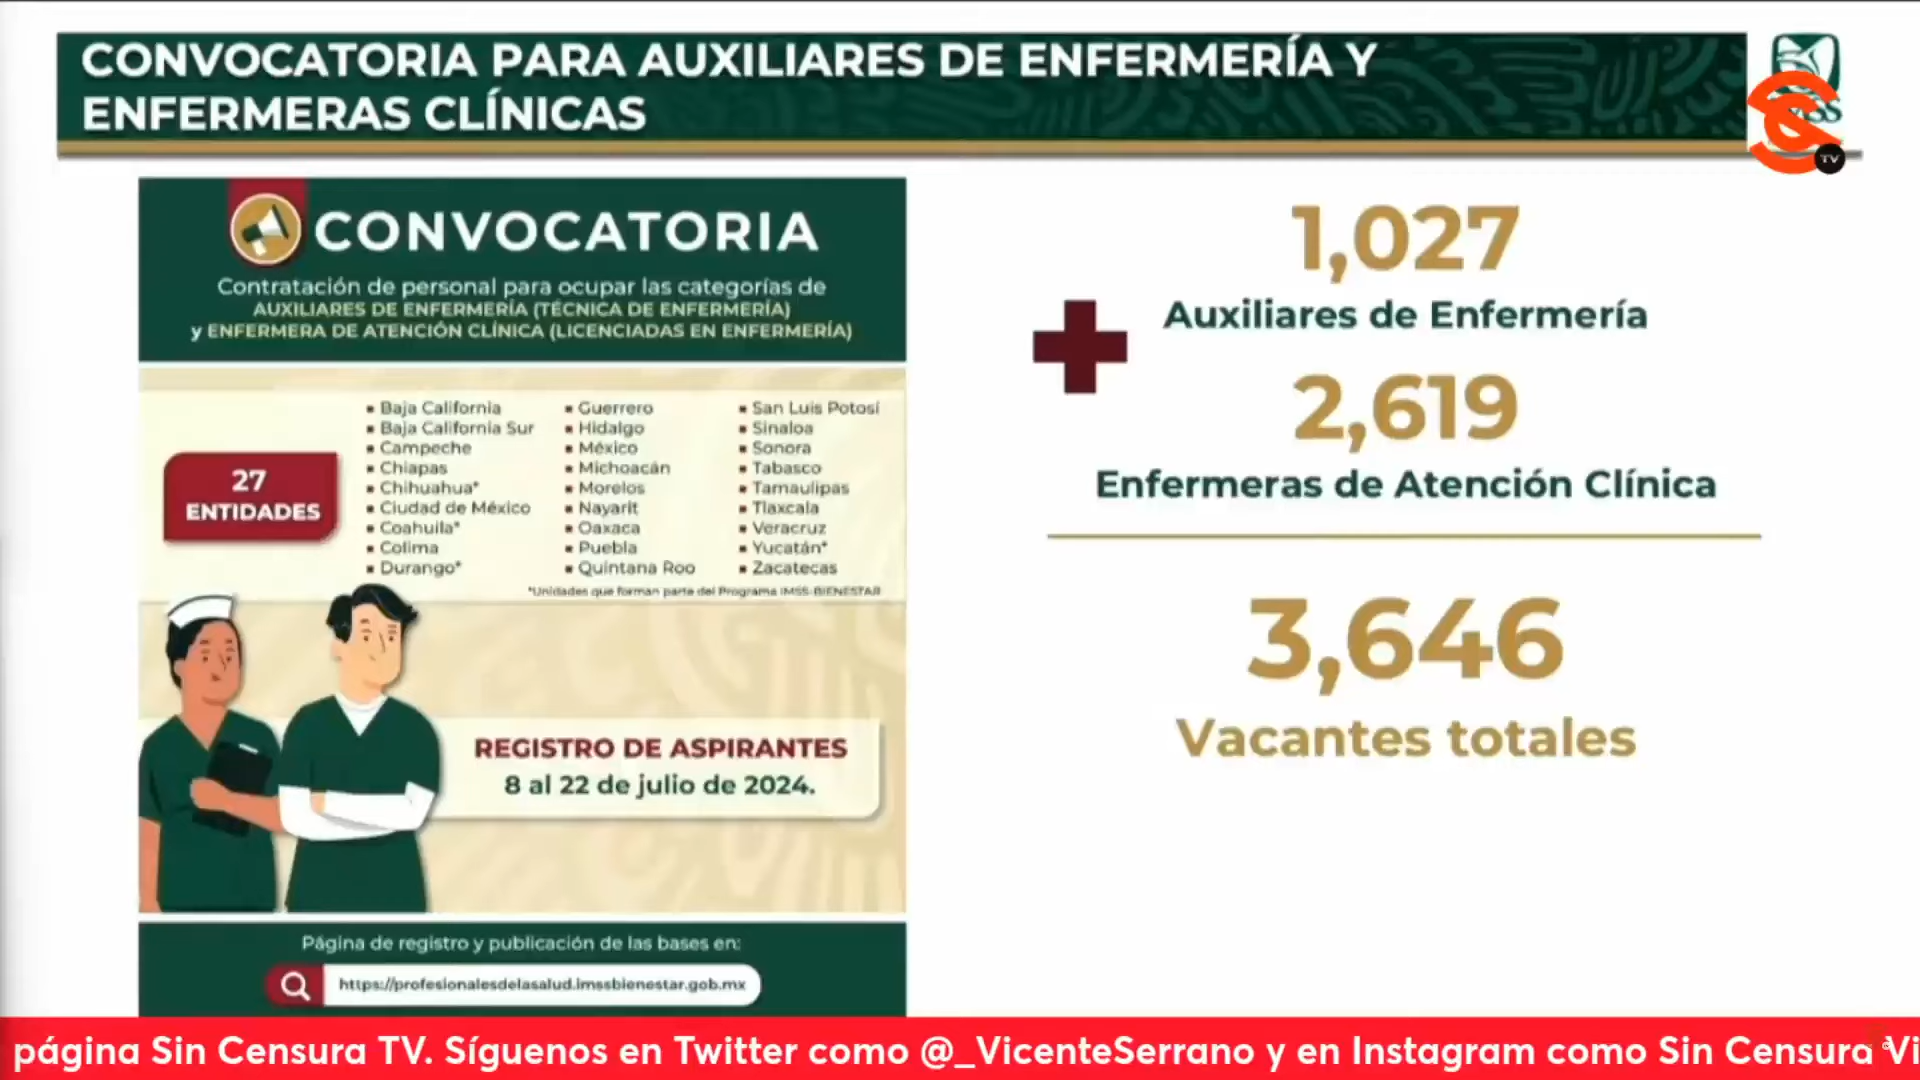 CONVOCATORIA PARA AUXILIARES DE ENFERMERÍA Y
ENFERMERAS CLÍNICAS
TV
CONVOCATORIA
Contratación de personal para ocupar las categorías de
AUXILIARES DE ENFERMERÍA (TÉCNICA DE ENFERMERÍA)
y ENFERMERA DE ATENCIÓN CLÍNICA (LICENCIADAS EN ENFERMERÍA)
27
ENTIDADES
Baja California
Baja California Sur
Campeche
Chiapas
Chihuahua*
Ciudad de México
Coahuila*
Colima
Durango*
Guerrero
Hidalgo
México
Michoacán
Morelos
Nayarit
Oaxaca
Puebla
Quintana Roo
San Luis Potosí
Sinaloa
Sonora
Tabasco
Tamaulipas
Tlaxcala
Veracruz
Yucatán*
Zacatecas
*Unidades que forman parte del Programa IMSS-BIENESTAR
REGISTRO DE ASPIRANTES
8 al 22 de julio de 2024.
Página de registro y publicación de las bases en:
https://profesionalesdelasalud.imssbienestar.gob.mx
1,027
Auxiliares de Enfermería
2,619
Enfermeras de Atención Clínica
3,646
Vacantes totales
página Sin Censura TV. Síguenos en Twitter como @_VicenteSerrano y en Instagram como Sin Censura Vi